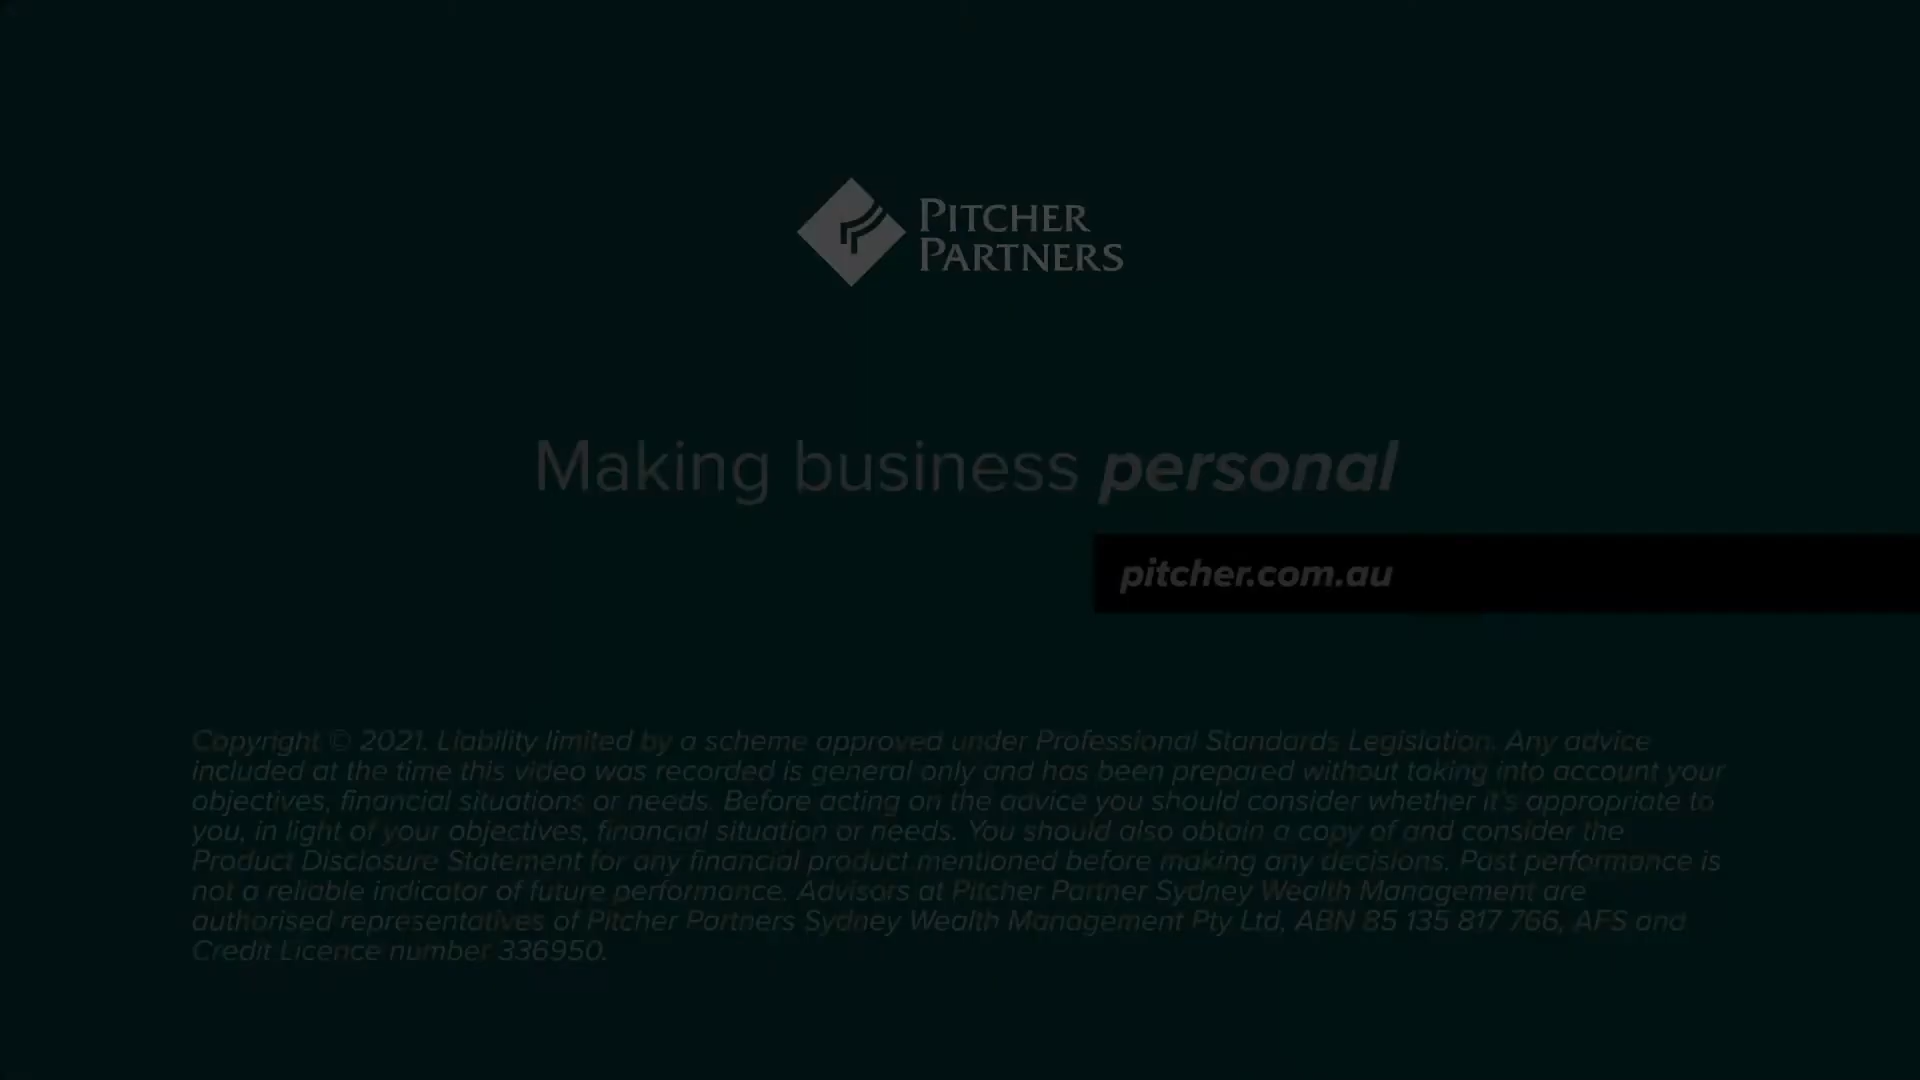 PITCHER
PARTNERS
Making business personal
pitcher.com.au
Copyright © 2021. Liability limited by a scheme approved under Professional Standards Legislation. Any advice
included at the time this video was recorded is general only and has been prepared without taking into account your
objectives, financial situations or needs. Before acting on the advice you should consider whether it's appropriate to
you, in light of your objectives, financial situation or needs. You should also obtain a copy of and consider the
Product Disclosure Statement for any financial product mentioned before making any decisions. Past performance is
not a reliable indicator of future performance. Advisors at Pitcher Partner Sydney Wealth Management are
authorised representatives of Pitcher Partners Sydney Wealth Management Pty Ltd, ABN 85 135 817 766, AFS and
Credit Licence number 336950.